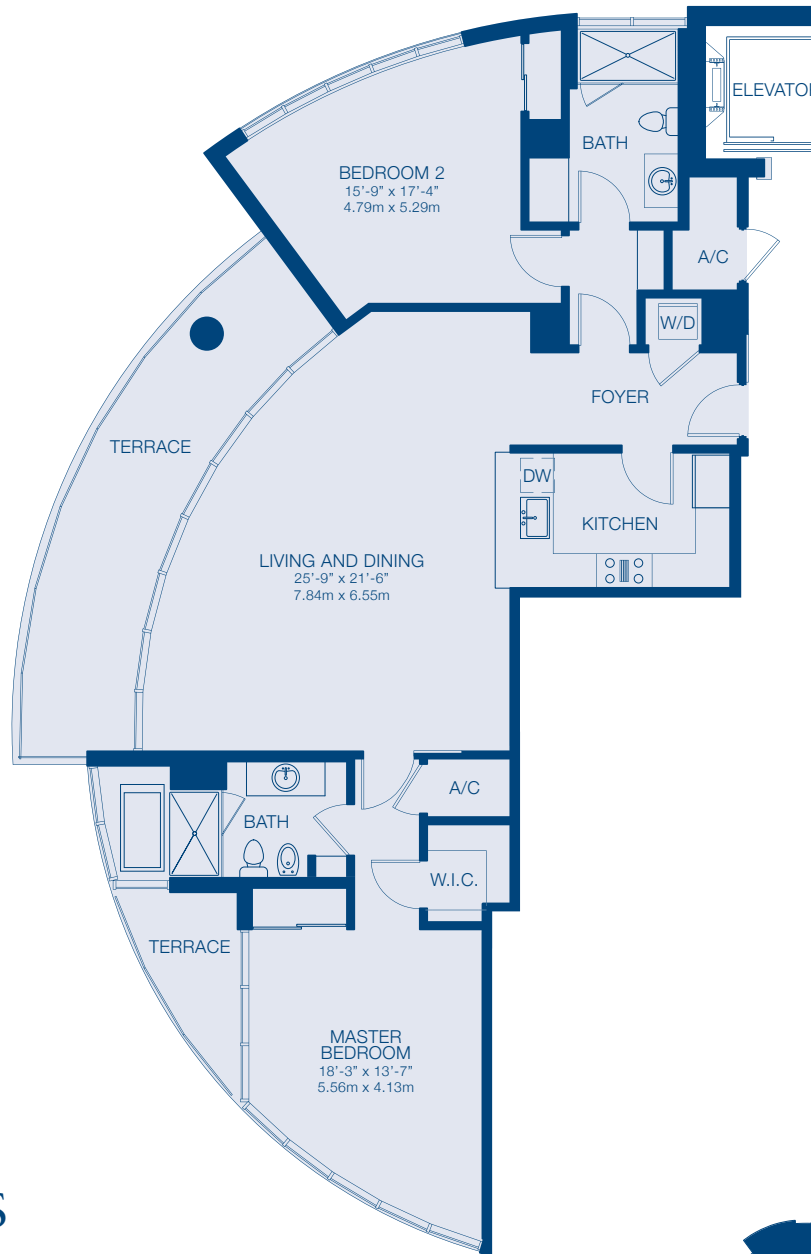 ELEVATO
BATH
BEDROOM 2
15’-9” x 17’-4”
4.79m x 5.29m
A/C
W/D
FOYER
TERRACE
DW
KITCHEN
LIVING AND DINING
25’-9” x 21’-6”
7.84m x 6.55m
A/C
BATH
W.I.C.
TERRACE
MASTER
BEDROOM
18’-3” x 13’-7”
5.56m x 4.13m
S